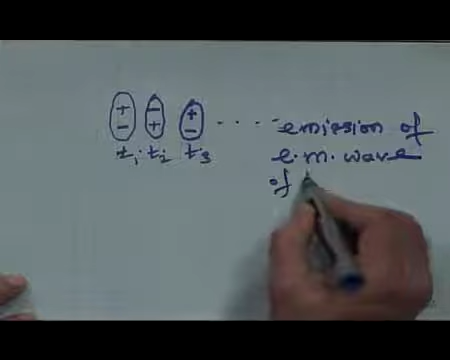 + − +
− + − . . . . emission of
t₁ t₂ t₃ e.m. wave
of